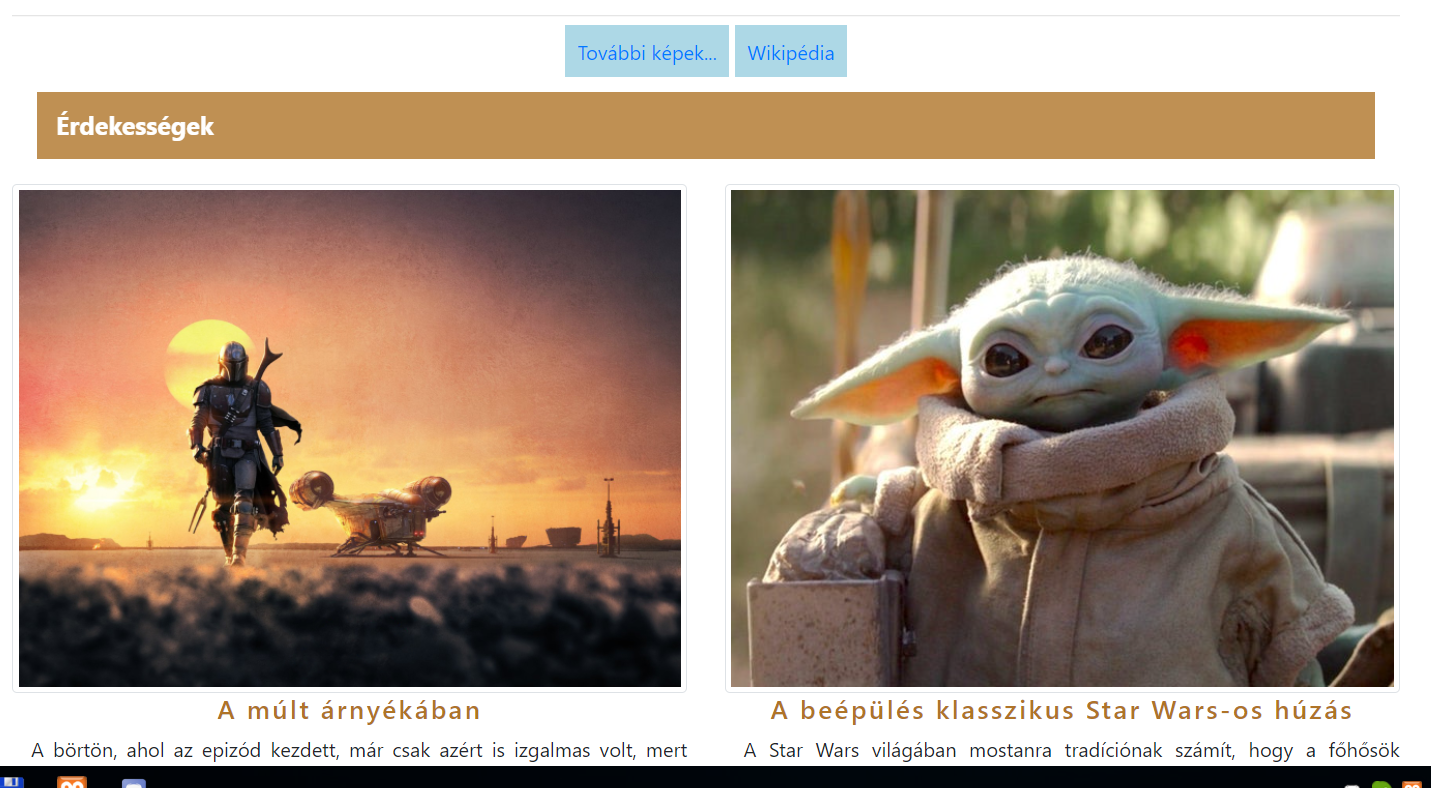 További képek...
Wikipédia
Érdekességek
A múlt árnyékában
A beépülés klasszikus Star Wars-os húzás
A börtön, ahol az epizód kezdett, már csak azért is izgalmas volt, mert
A Star Wars világában mostanra tradíciónak számít, hogy a főhősök